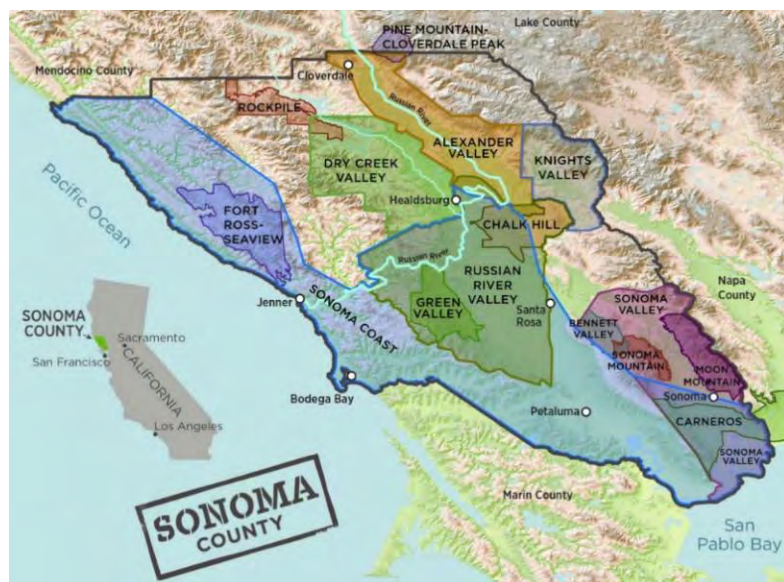 PINE MOUNTAIN-
CLOVERDALE PEAK
Lake County
Mendocino County
Cloverdale
ROCKPILE
Russian River
ALEXANDER
VALLEY
KNIGHTS
VALLEY
DRY CREEK
VALLEY
Healdsburg
Pacific Ocean
FORT
ROSS-
SEAVIEW
CHALK HILL
Russian River
RUSSIAN
RIVER
VALLEY
GREEN
VALLEY
Napa
County
SONOMA
VALLEY
Jenner
SONOMA COAST
Santa
Rosa
BENNETT
VALLEY
SONOMA
MOUNTAIN
MOON
MOUNTAIN
SONOMA
COUNTY
Sacramento
San Francisco
CALIFORNIA
Los Angeles
Bodega Bay
Sonoma
Petaluma
CARNEROS
SONOMA
VALLEY
Marin County
SONOMA
COUNTY
San
Pablo Bay